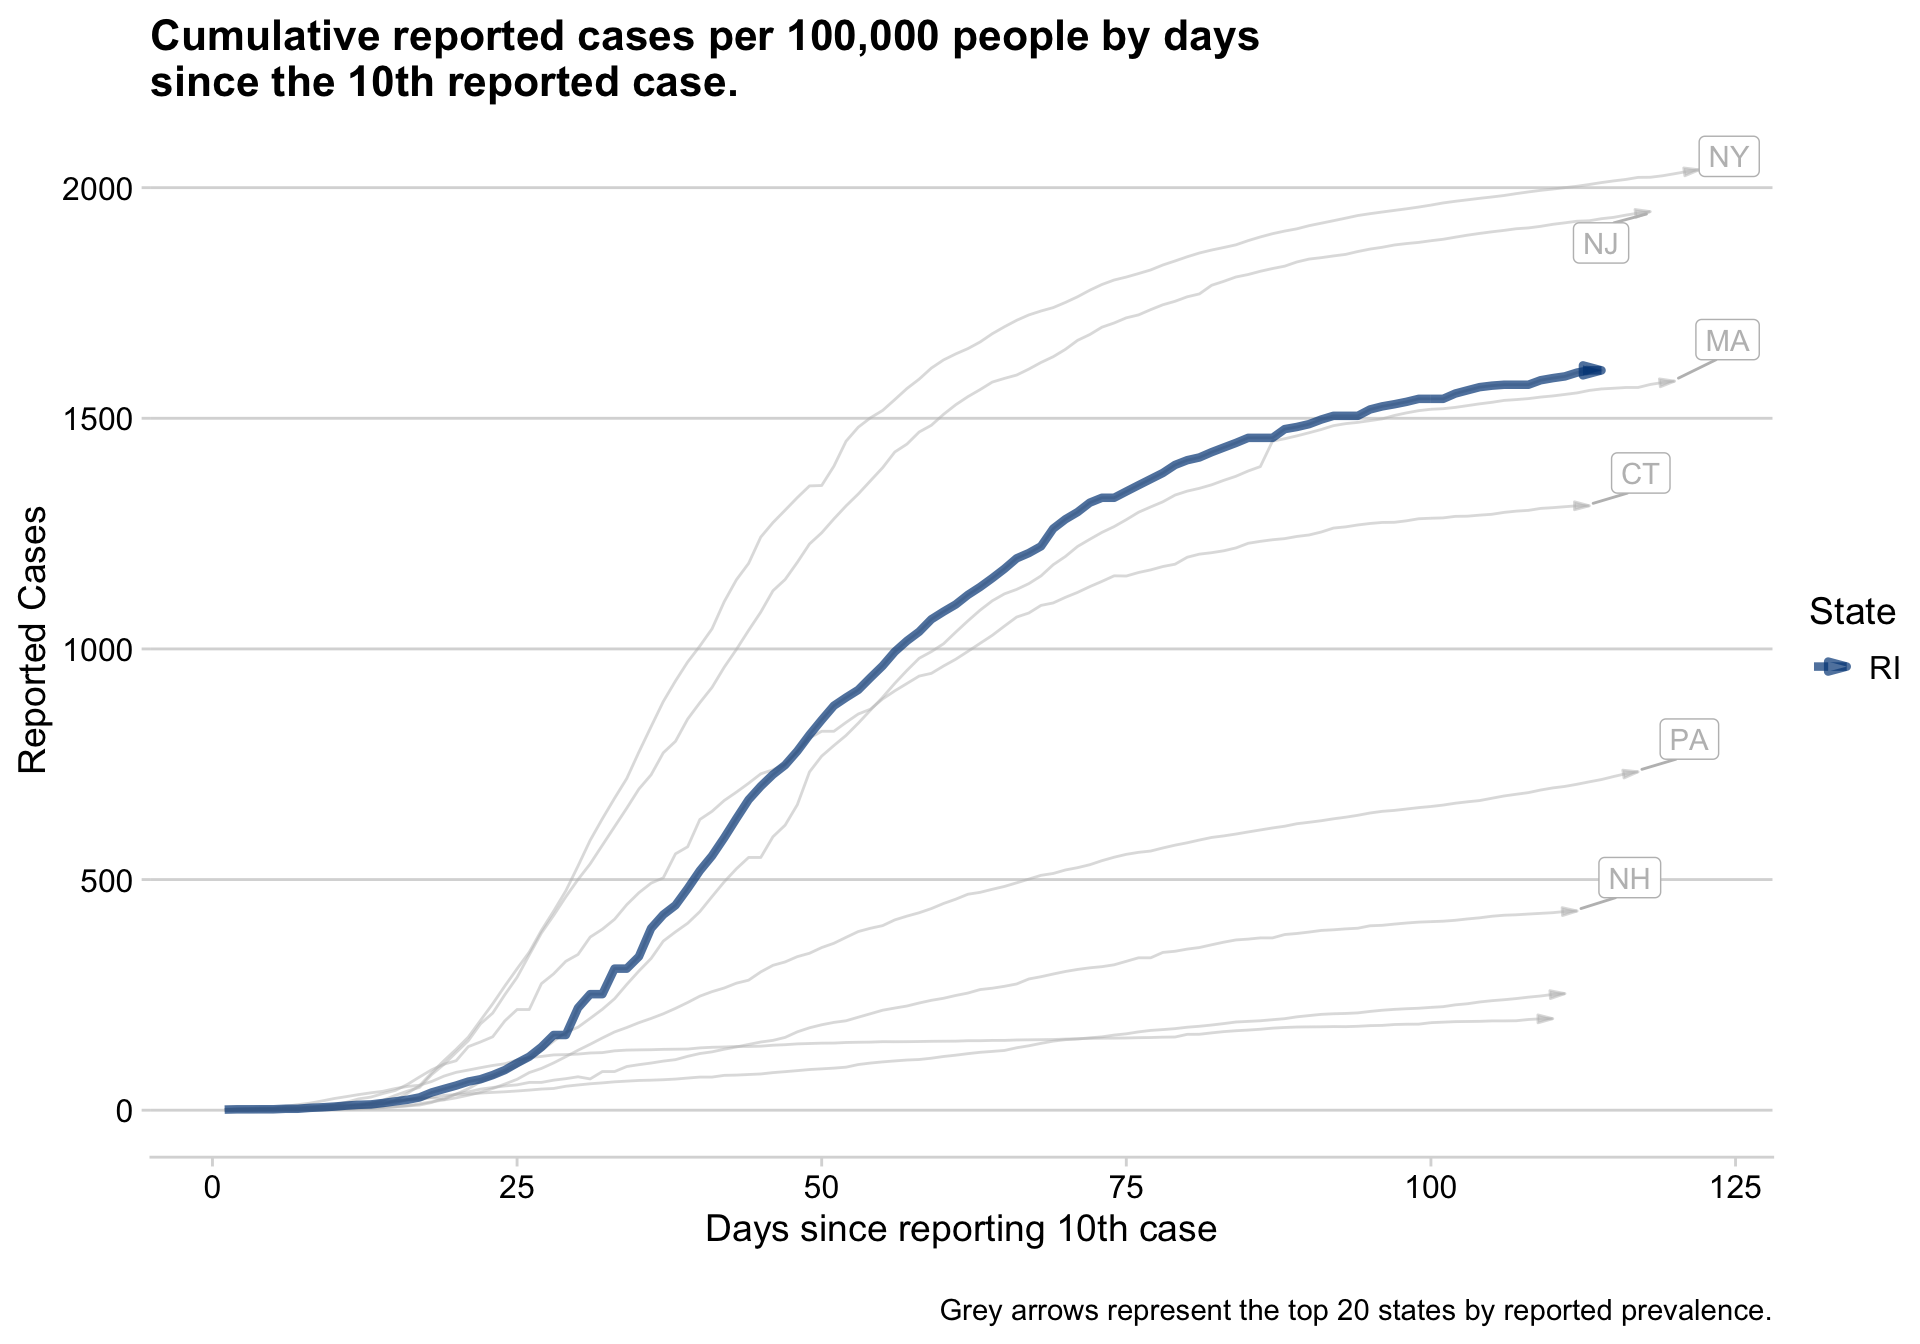 Cumulative reported cases per 100,000 people by days
since the 10th reported case.
NY
2000
NJ
MA
1500
CT
Reported Cases
1000
State
RI
PA
500
NH
0
0 25 50 75 100 125
Days since reporting 10th case
Grey arrows represent the top 20 states by reported prevalence.